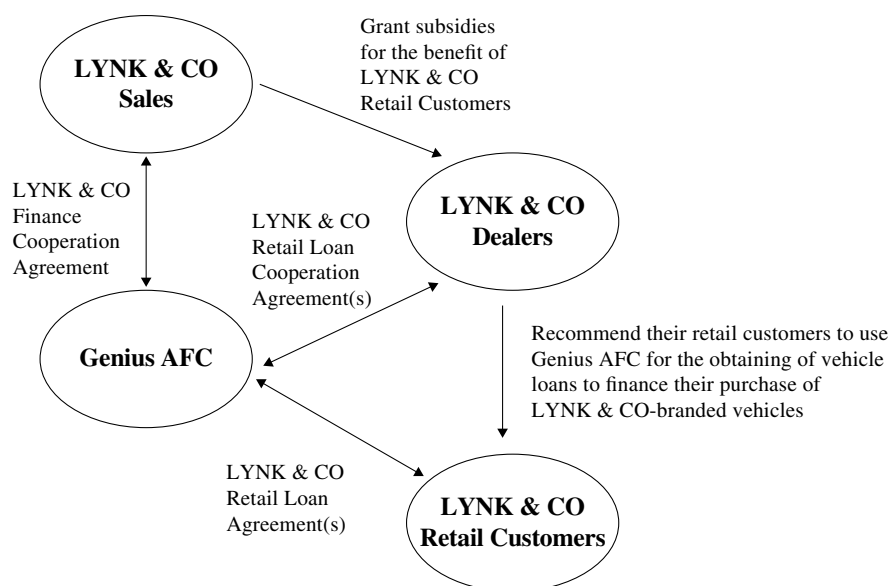 Grant subsidies
for the benefit of
LYNK & CO
Retail Customers
LYNK & CO
Sales
LYNK & CO
Finance
Cooperation
Agreement
LYNK & CO
Retail Loan
Cooperation
Agreement(s)
LYNK & CO
Dealers
Genius AFC
Recommend their retail customers to use
Genius AFC for the obtaining of vehicle
loans to finance their purchase of
LYNK & CO-branded vehicles
LYNK & CO
Retail Loan
Agreement(s)
LYNK & CO
Retail Customers